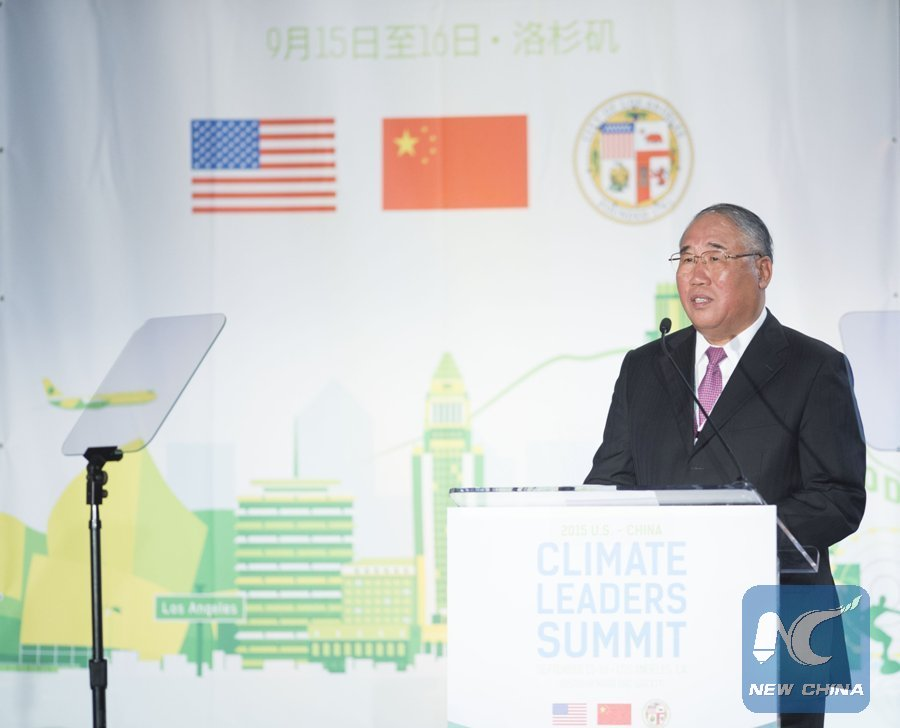 9月15日至16日·洛杉矶
Los Angeles
2015 U.S. - CHINA
CLIMATE
LEADERS
SUMMIT
NC
NEW CHINA